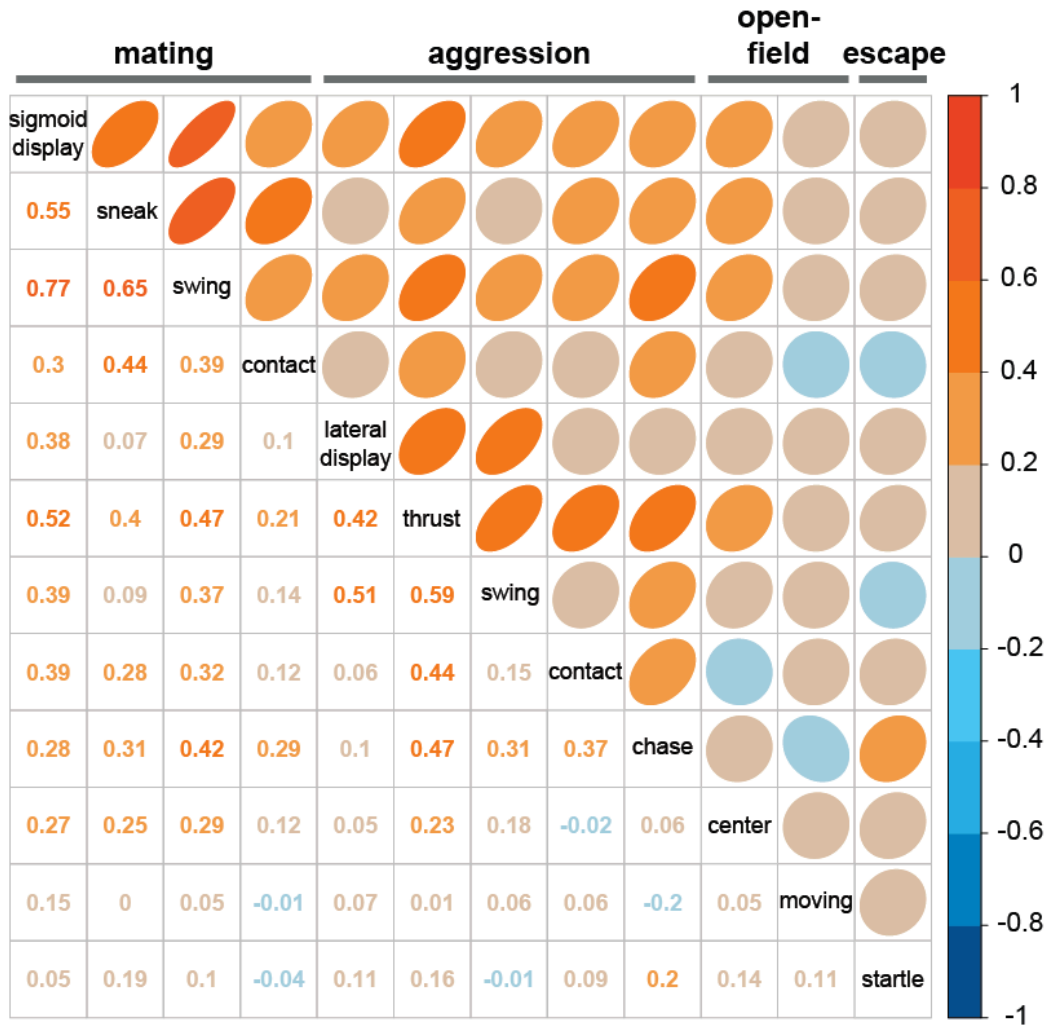 mating aggression open-field escape
sigmoid display
0.55 sneak
0.77 0.65 swing
0.3 0.44 0.39 contact
0.38 0.07 0.29 0.1 lateral display
0.52 0.4 0.47 0.21 0.42 thrust
0.39 0.09 0.37 0.14 0.51 0.59 swing
0.39 0.28 0.32 0.12 0.06 0.44 0.15 contact
0.28 0.31 0.42 0.29 0.1 0.47 0.31 0.37 chase
0.27 0.25 0.29 0.12 0.05 0.23 0.18 -0.02 0.06 center
0.15 0 0.05 -0.01 0.07 0.01 0.06 0.06 -0.2 0.05 moving
0.05 0.19 0.1 -0.04 0.11 0.16 -0.01 0.09 0.2 0.14 0.11 startle
1
0.8
0.6
0.4
0.2
0
-0.2
-0.4
-0.6
-0.8
-1